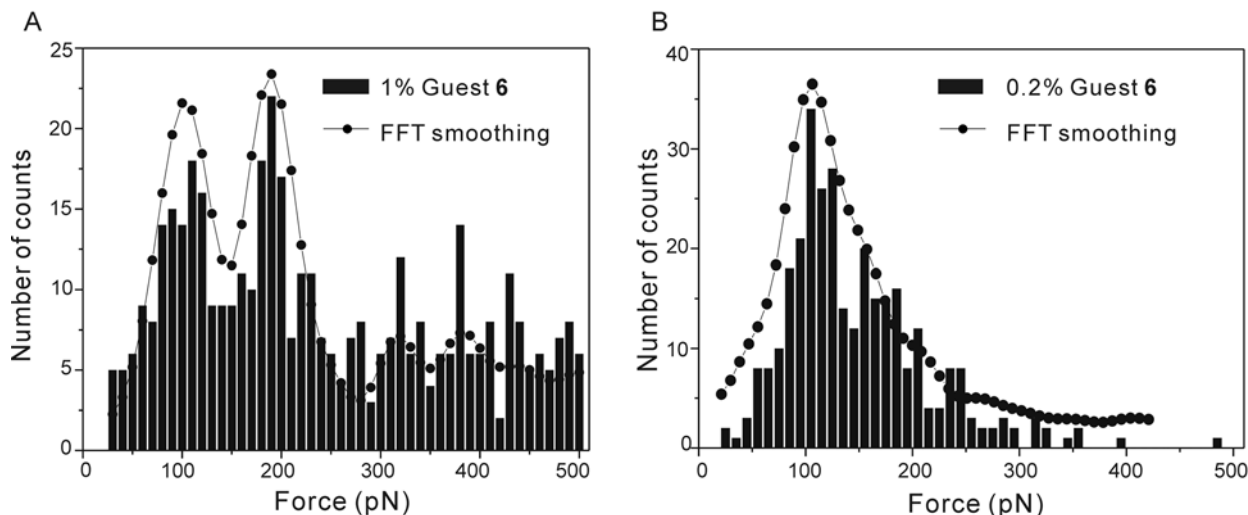 A
25
20
15
10
5
0
Number of counts
1% Guest 6
FFT smoothing
0 100 200 300 400 500
Force (pN)
B
40
30
20
10
0
Number of counts
0.2% Guest 6
FFT smoothing
0 100 200 300 400 500
Force (pN)